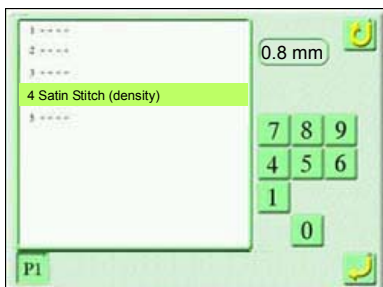 1 ----
2 ----
3 ----
4 Satin Stitch (density)
5 ----
0.8 mm
7 8 9
4 5 6
1
0
P1